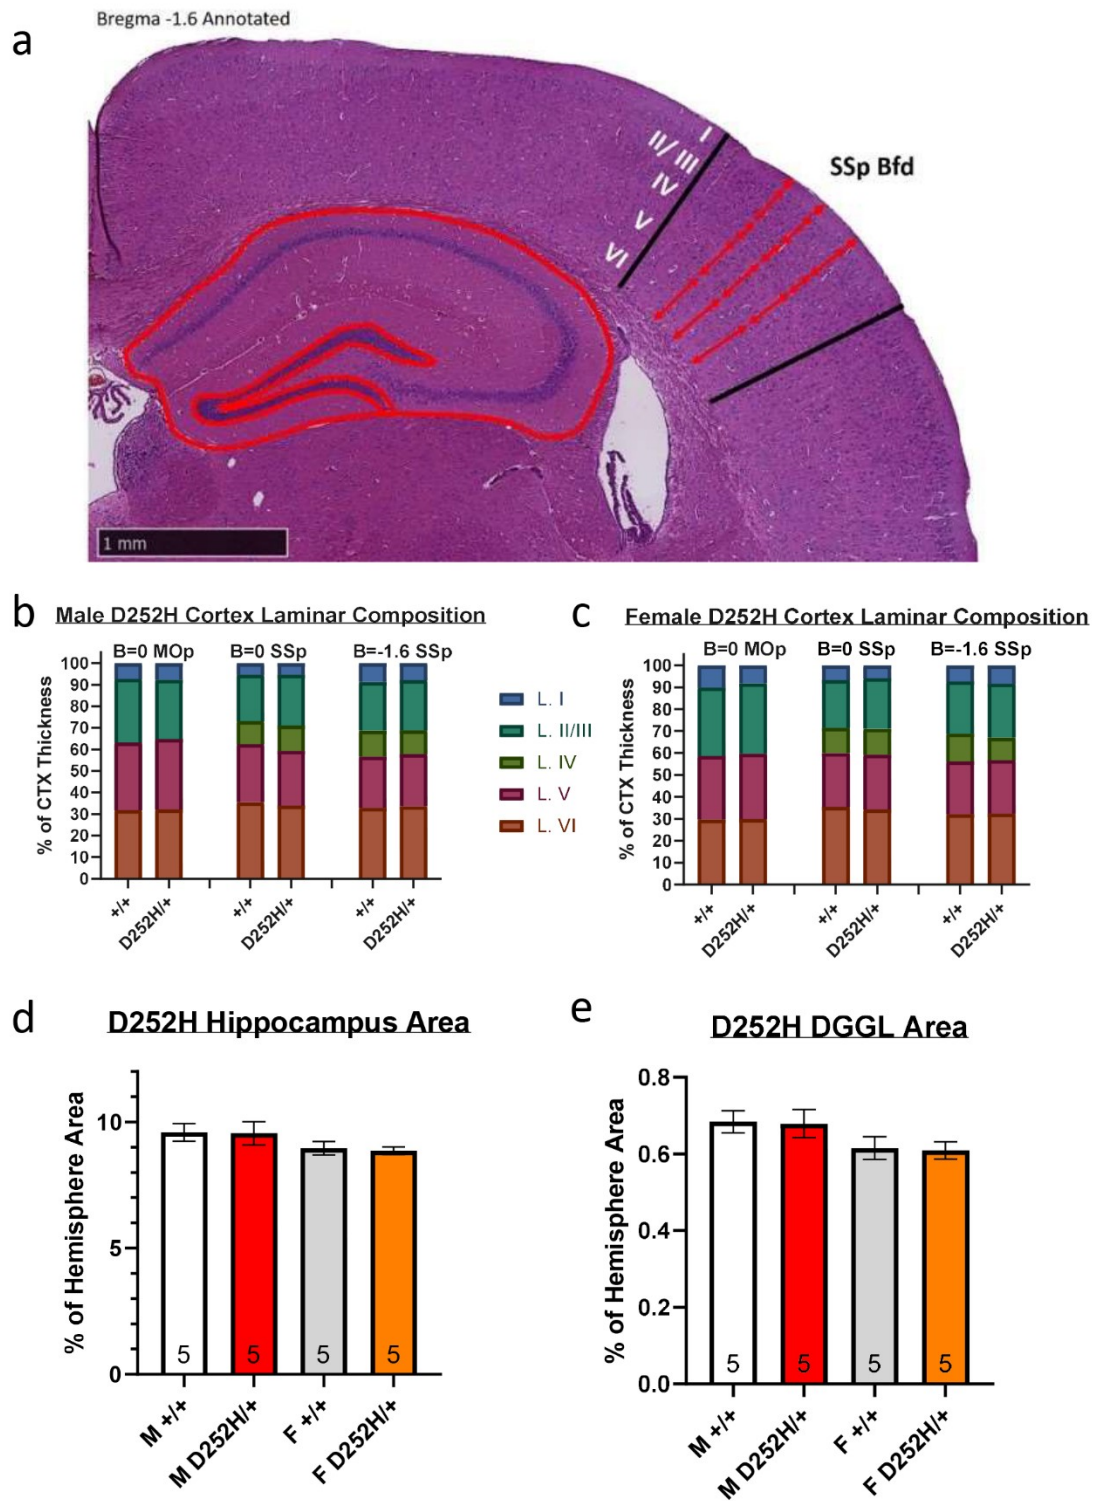 Bregma -1.6 Annotated
a
I
II/ III
IV
V
VI
SSp Bfd
1 mm
b
Male D252H Cortex Laminar Composition
B=0 MOp B=0 SSp B=-1.6 SSp
% of CTX Thickness
100
90
80
70
60
50
40
30
20
10
0
+/+ D252H/+ +/+ D252H/+ +/+ D252H/+
L. I
L. II/III
L. IV
L. V
L. VI
c
Female D252H Cortex Laminar Composition
B=0 MOp B=0 SSp B=-1.6 SSp
% of CTX Thickness
100
90
80
70
60
50
40
30
20
10
0
+/+ D252H/+ +/+ D252H/+ +/+ D252H/+
d
D252H Hippocampus Area
% of Hemisphere Area
10
5
0
5 5 5 5
M +/+ M D252H/+ F +/+ F D252H/+
e
D252H DGGL Area
% of Hemisphere Area
0.8
0.6
0.4
0.2
0.0
5 5 5 5
M +/+ M D252H/+ F +/+ F D252H/+